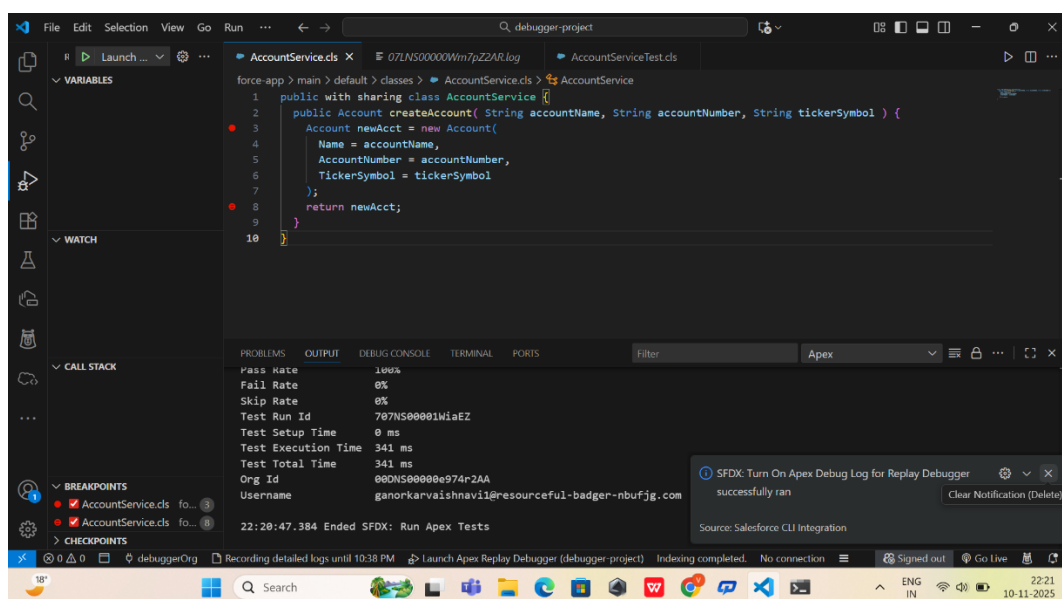 File Edit Selection View Go Run ··· ← → debugger-project
Launch ... ···
AccountService.cls × 07LNS00000Wm7pZ2AR.log AccountServiceTest.cls
VARIABLES
force-app > main > default > classes > AccountService.cls > AccountService
1 public with sharing class AccountService {
2 public Account createAccount( String accountName, String accountNumber, String tickerSymbol ) {
3 Account newAcct = new Account(
4 Name = accountName,
5 AccountNumber = accountNumber,
6 TickerSymbol = tickerSymbol
7 );
8 return newAcct;
9 }
10 }
WATCH
CALL STACK
PROBLEMS OUTPUT DEBUG CONSOLE TERMINAL PORTS Filter Apex
Pass Rate 100%
Fail Rate 0%
Skip Rate 0%
Test Run Id 707NS00001WiaEZ
Test Setup Time 0 ms
Test Execution Time 341 ms
Test Total Time 341 ms
Org Id 00DNS00000e974r2AA
Username ganorkarvaishnavi1@resourceful-badger-nbufjg.com
22:20:47.384 Ended SFDX: Run Apex Tests
SFDX: Turn On Apex Debug Log for Replay Debugger
successfully ran
Clear Notification (Delete)
Source: Salesforce CLI Integration
BREAKPOINTS
AccountService.cls fo... 3
AccountService.cls fo... 8
CHECKPOINTS
1
0 0 debuggerOrg Recording detailed logs until 10:38 PM Launch Apex Replay Debugger (debugger-project) Indexing completed. No connection Signed out Go Live
18°
Search
ENG
IN
22:21
10-11-2025